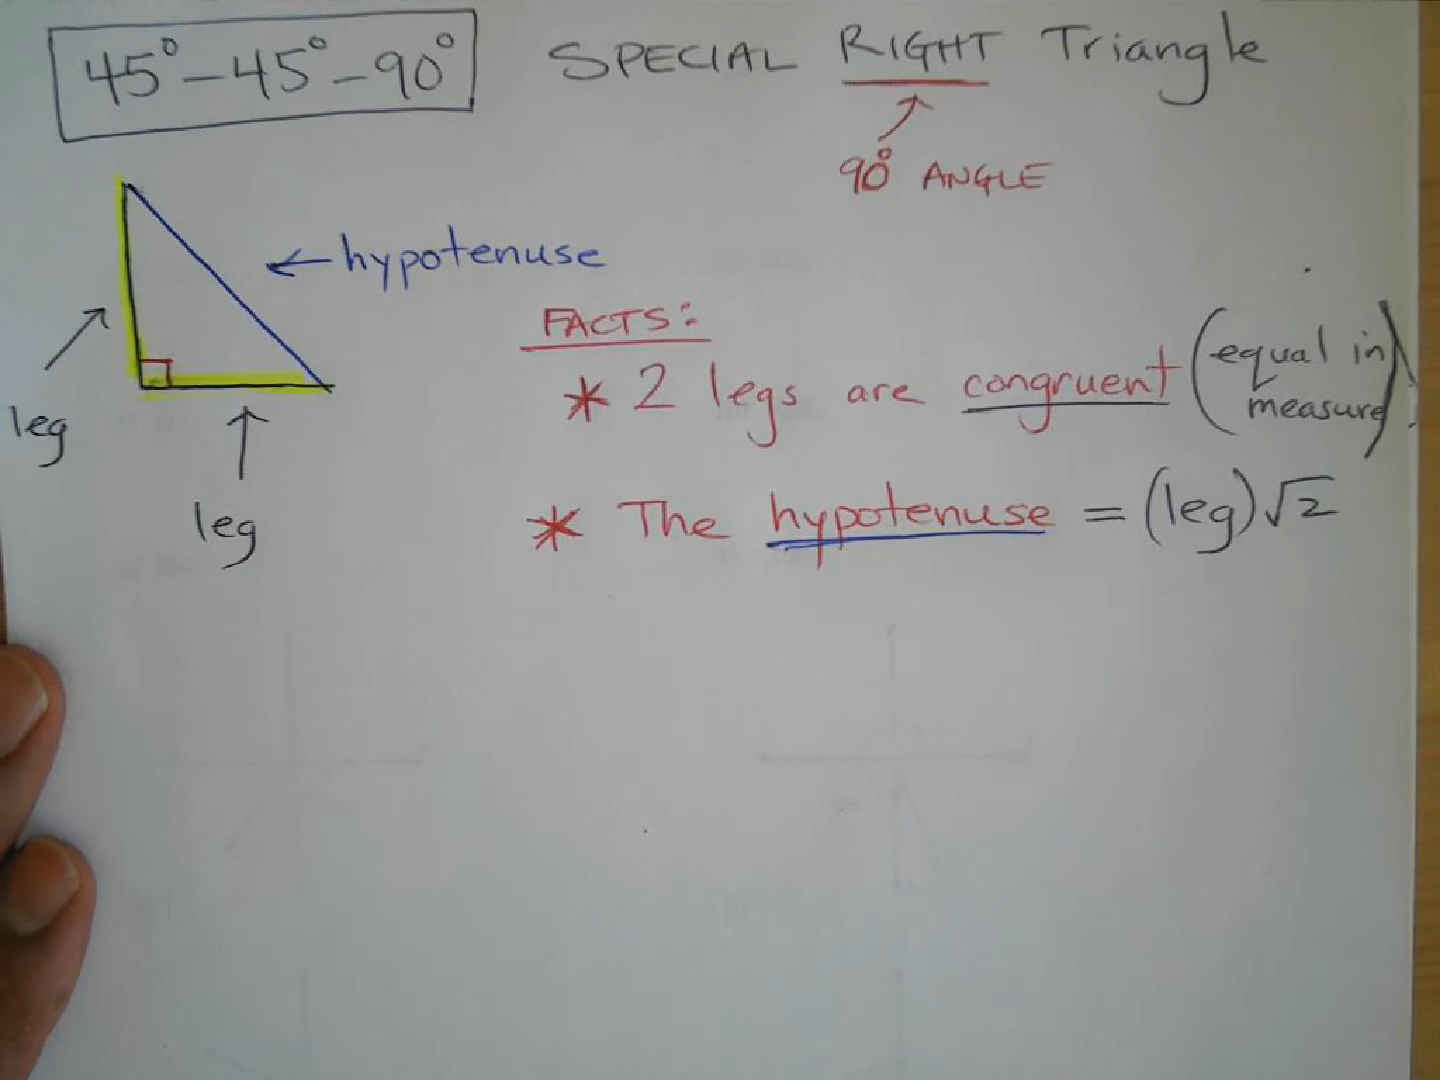 45°-45°-90° SPECIAL RIGHT Triangle
90° ANGLE
← hypotenuse
leg
leg
FACTS:
* 2 legs are congruent (equal in
measure)
* The hypotenuse = (leg)√2